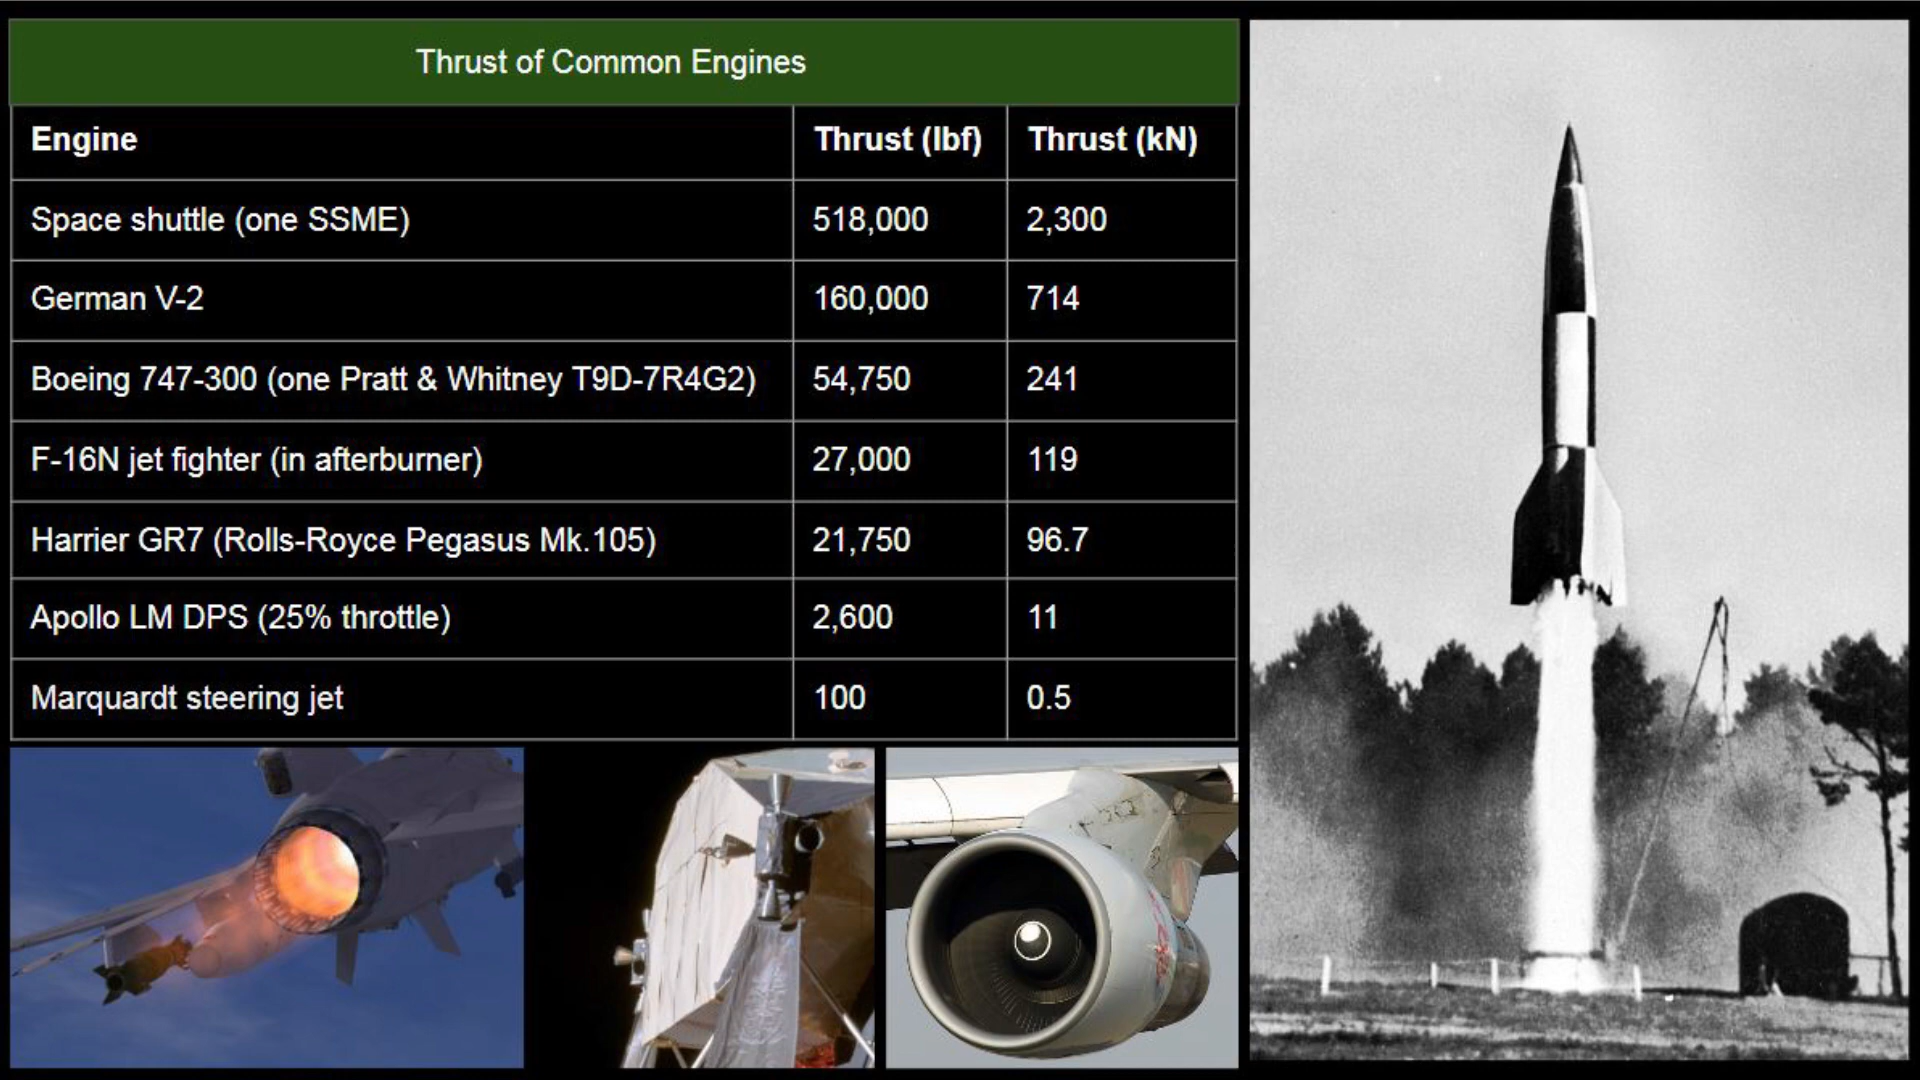 Thrust of Common Engines
Engine Thrust (lbf) Thrust (kN)
Space shuttle (one SSME) 518,000 2,300
German V-2 160,000 714
Boeing 747-300 (one Pratt & Whitney T9D-7R4G2) 54,750 241
F-16N jet fighter (in afterburner) 27,000 119
Harrier GR7 (Rolls-Royce Pegasus Mk.105) 21,750 96.7
Apollo LM DPS (25% throttle) 2,600 11
Marquardt steering jet 100 0.5